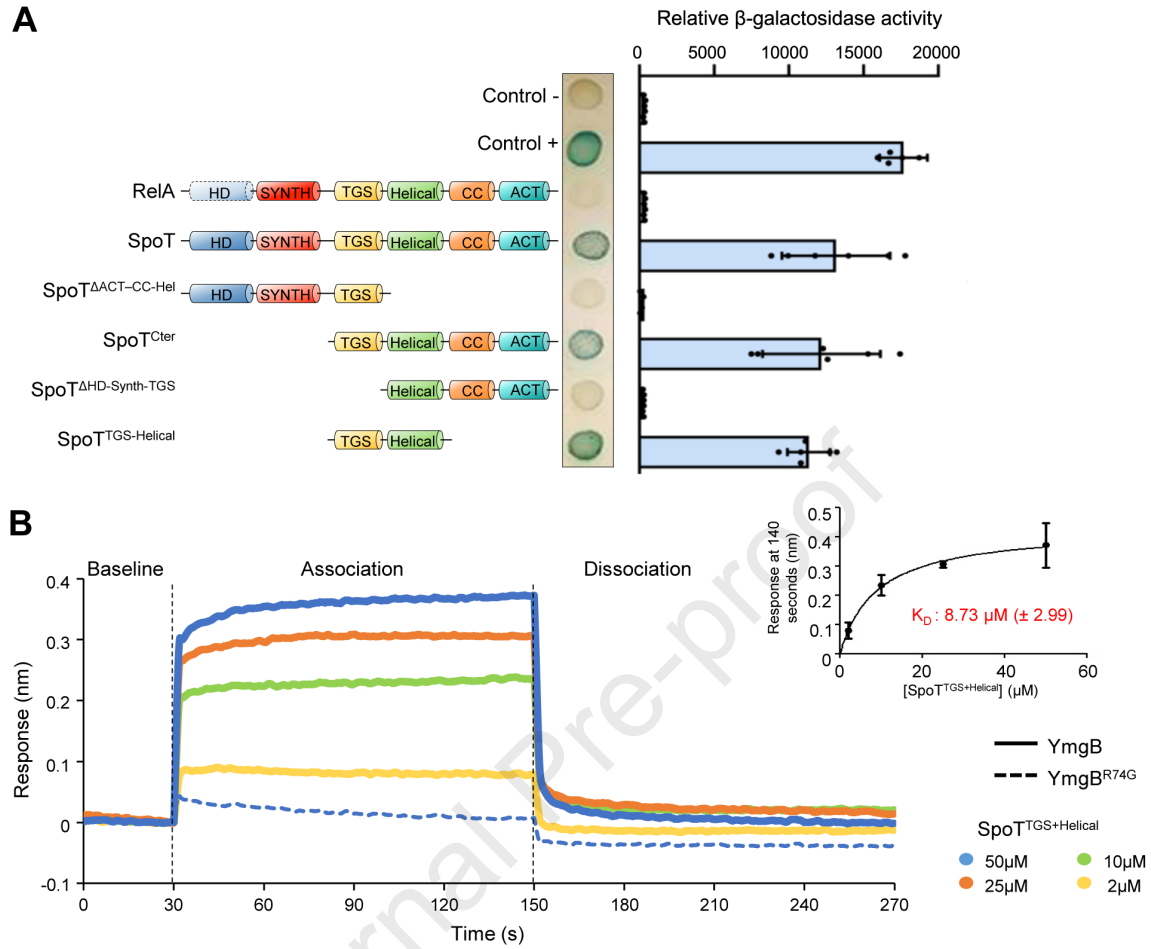 A
Relative β-galactosidase activity
0 5000 10000 15000 20000
Control -
Control +
RelA HD SYNTH TGS Helical CC ACT
SpoT HD SYNTH TGS Helical CC ACT
SpoTΔACT–CC-Hel HD SYNTH TGS
SpoTCter TGS Helical CC ACT
SpoTΔHD-Synth-TGS Helical CC ACT
SpoTTGS-Helical TGS Helical
B
Baseline Association Dissociation
Response (nm)
0.4
0.3
0.2
0.1
0
-0.1
0 30 60 90 120 150 180 210 240 270
Time (s)
Response at 140
seconds (nm)
0.5
0.4
0.3
0.2
0.1
0
KD: 8.73 µM (± 2.99)
0 20 40 60
[SpoTTGS+Helical] (µM)
YmgB
YmgBR74G
SpoTTGS+Helical
50µM 10µM
25µM 2µM
rnal Pre-proof